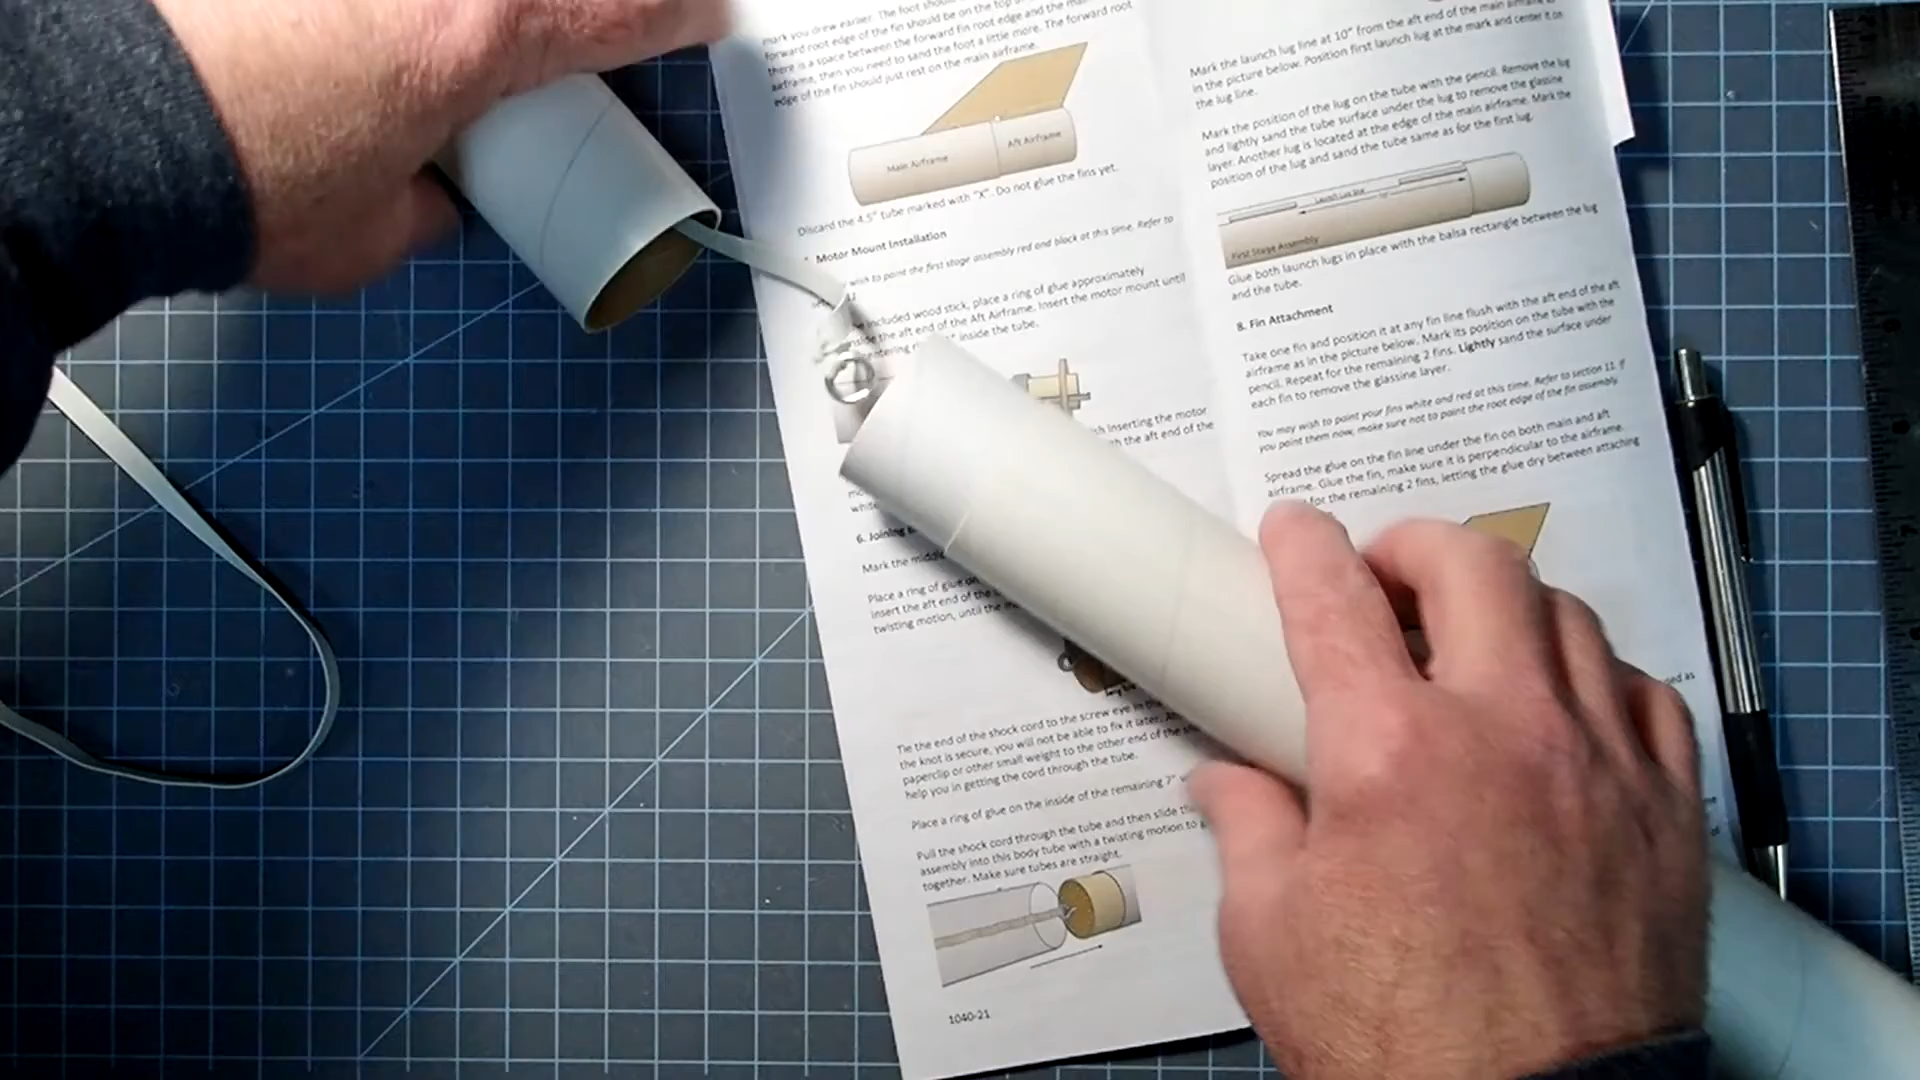 mark you drew earlier. The foot
forward root edge of the fin should be on the top of
there is a space between the forward fin root edge and the
airframe, then you need to sand the foot a little more. The forward root
edge of the fin should just rest on the main airframe.
Main Airframe
Aft Airframe
Discard the 4.5" tube marked with "X". Do not glue the fins yet.
Motor Mount Installation
wish to paint the first stage assembly red and black at this time. Refer to
included wood stick, place a ring of glue approximately
inside the aft end of the Aft Airframe. Insert the motor mount until
inside the tube.
inserting the motor
the aft end of the
white
6. Joining
Mark the middle
Place a ring of glue on
insert the aft end of the
twisting motion, until the
Tie the end of the shock cord to the screw eye in
the knot is secure, you will not be able to fix it later.
paperclip or other small weight to the other end of the
help you in getting the cord through the tube.
Place a ring of glue on the inside of the remaining 7"
Pull the shock cord through the tube and then slide
assembly into this body tube with a twisting motion to
together. Make sure tubes are straight.
1040-21
Mark the launch lug line at 10" from the aft end of the main
in the picture below. Position first launch lug at the mark and center it on
the lug line.
Mark the position of the lug on the tube with the pencil. Remove the lug
and lightly sand the tube surface under the lug to remove the glassine
layer. Another lug is located at the edge of the main airframe. Mark the
position of the lug and sand the tube same as for the first lug.
Launch Lug line
First Stage Assembly
Glue both launch lugs in place with the balsa rectangle between the lug
and the tube.
8. Fin Attachment
Take one fin and position it at any fin line flush with the aft end of the aft
airframe as in the picture below. Mark its position on the tube with the
pencil. Repeat for the remaining 2 fins. Lightly sand the surface under
each fin to remove the glassine layer.
You may wish to paint your fins white and red at this time. Refer to section 11. If
you paint them now, make sure not to paint the root edge of the fin assembly.
Spread the glue on the fin line under the fin on both main and aft
airframe. Glue the fin, make sure it is perpendicular to the airframe.
for the remaining 2 fins, letting the glue dry between attaching
as